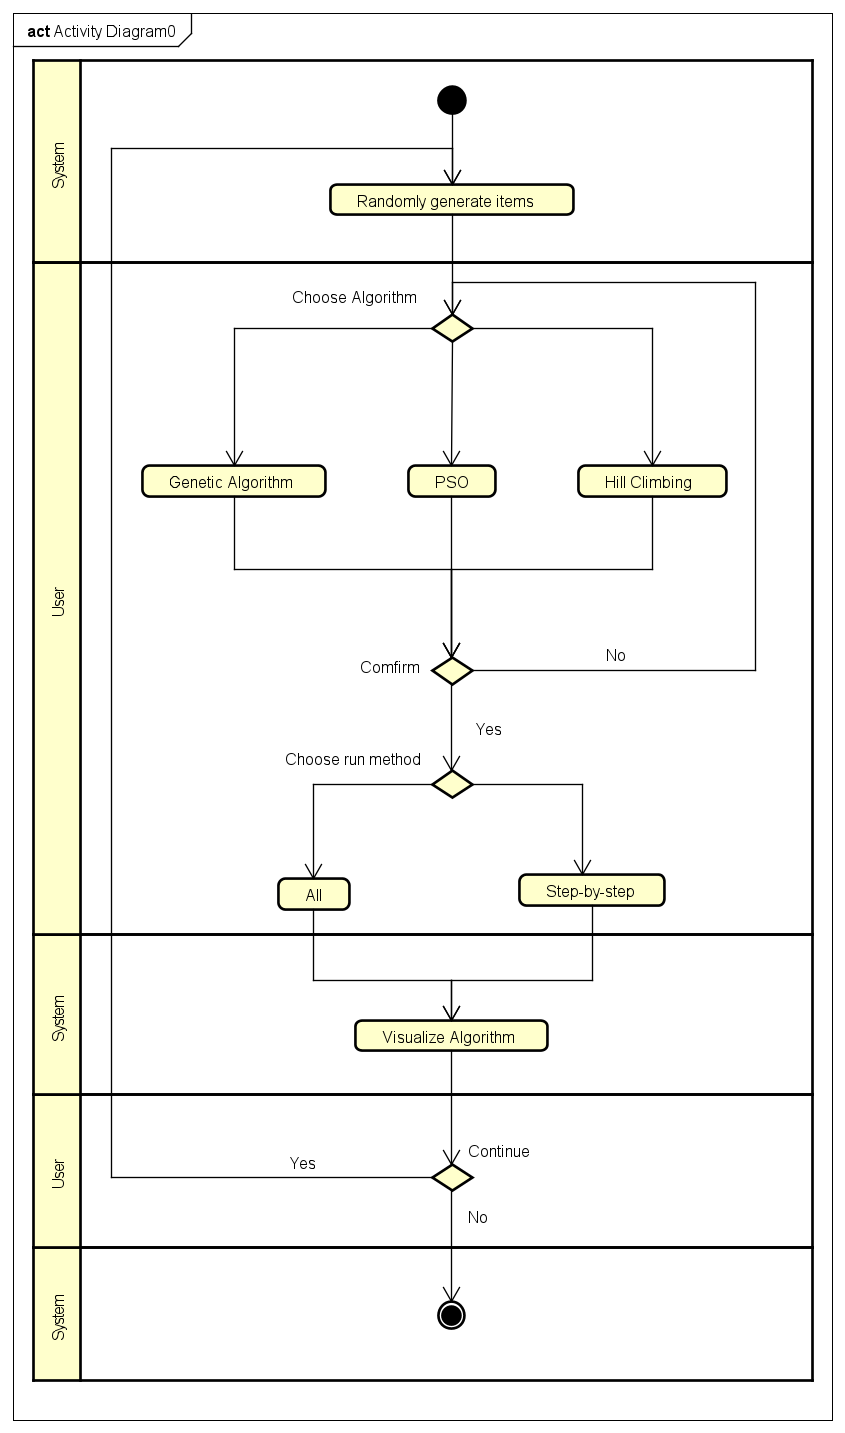 act Activity Diagram0
System
Randomly generate items
User
Choose Algorithm
Genetic Algorithm
PSO
Hill Climbing
Comfirm
No
Yes
Choose run method
All
Step-by-step
System
Visualize Algorithm
User
Continue
Yes
No
System